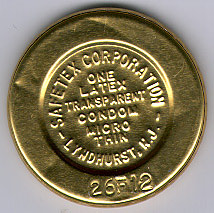 SAFETEX CORPORATION
ONE
LATEX
TRANSPARENT
CONDOM
MICRO
THIN
- LYNDHURST, N.J. -
26F12